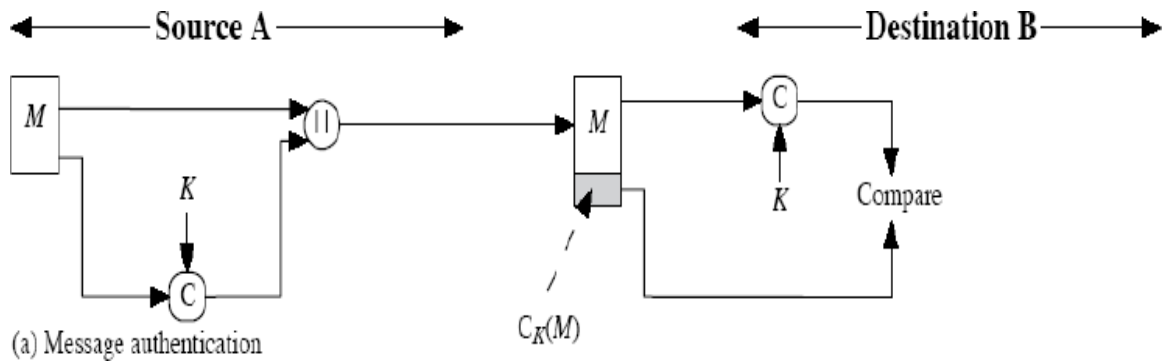 Source A
Destination B
M
||
K
C
M
C
K
Compare
C_K(M)
(a) Message authentication